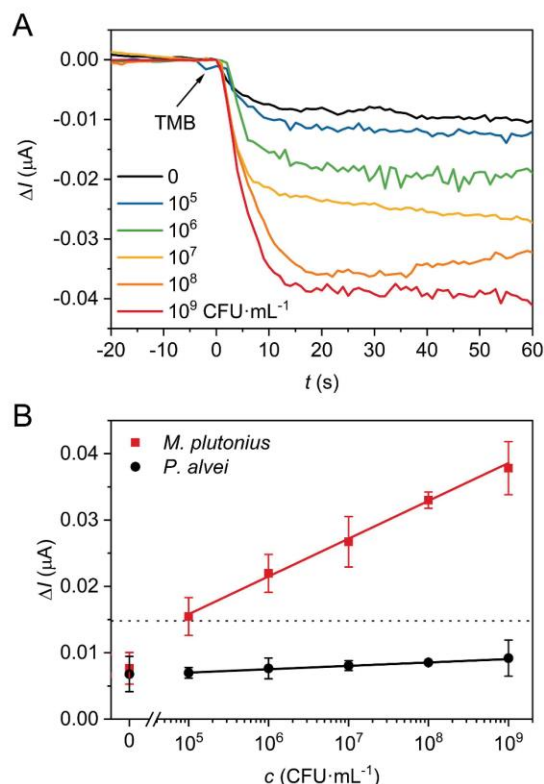 A
0.00
-0.01
-0.02
-0.03
-0.04
ΔI (µA)
TMB
0
10⁵
10⁶
10⁷
10⁸
10⁹ CFU·mL⁻¹
-20 -10 0 10 20 30 40 50 60
t (s)
B
M. plutonius
P. alvei
0.04
0.03
0.02
0.01
0.00
ΔI (µA)
0 10⁵ 10⁶ 10⁷ 10⁸ 10⁹
c (CFU·mL⁻¹)